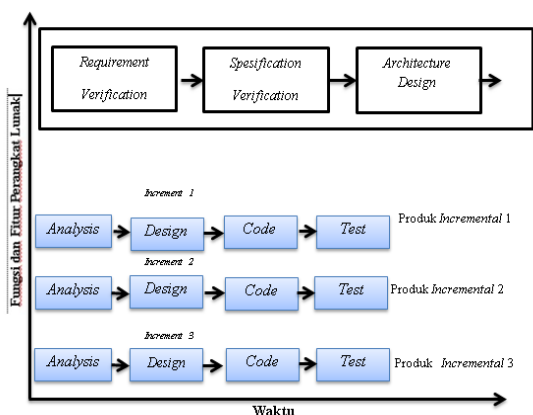 Fungsi dan Fitur Perangkat Lunak
Requirement
Verification
Spesification
Verification
Architecture
Design
Increment 1
Analysis
Design
Code
Test
Produk Incremental 1
Increment 2
Analysis
Design
Code
Test
Produk Incremental 2
Increment 3
Analysis
Design
Code
Test
Produk Incremental 3
Waktu